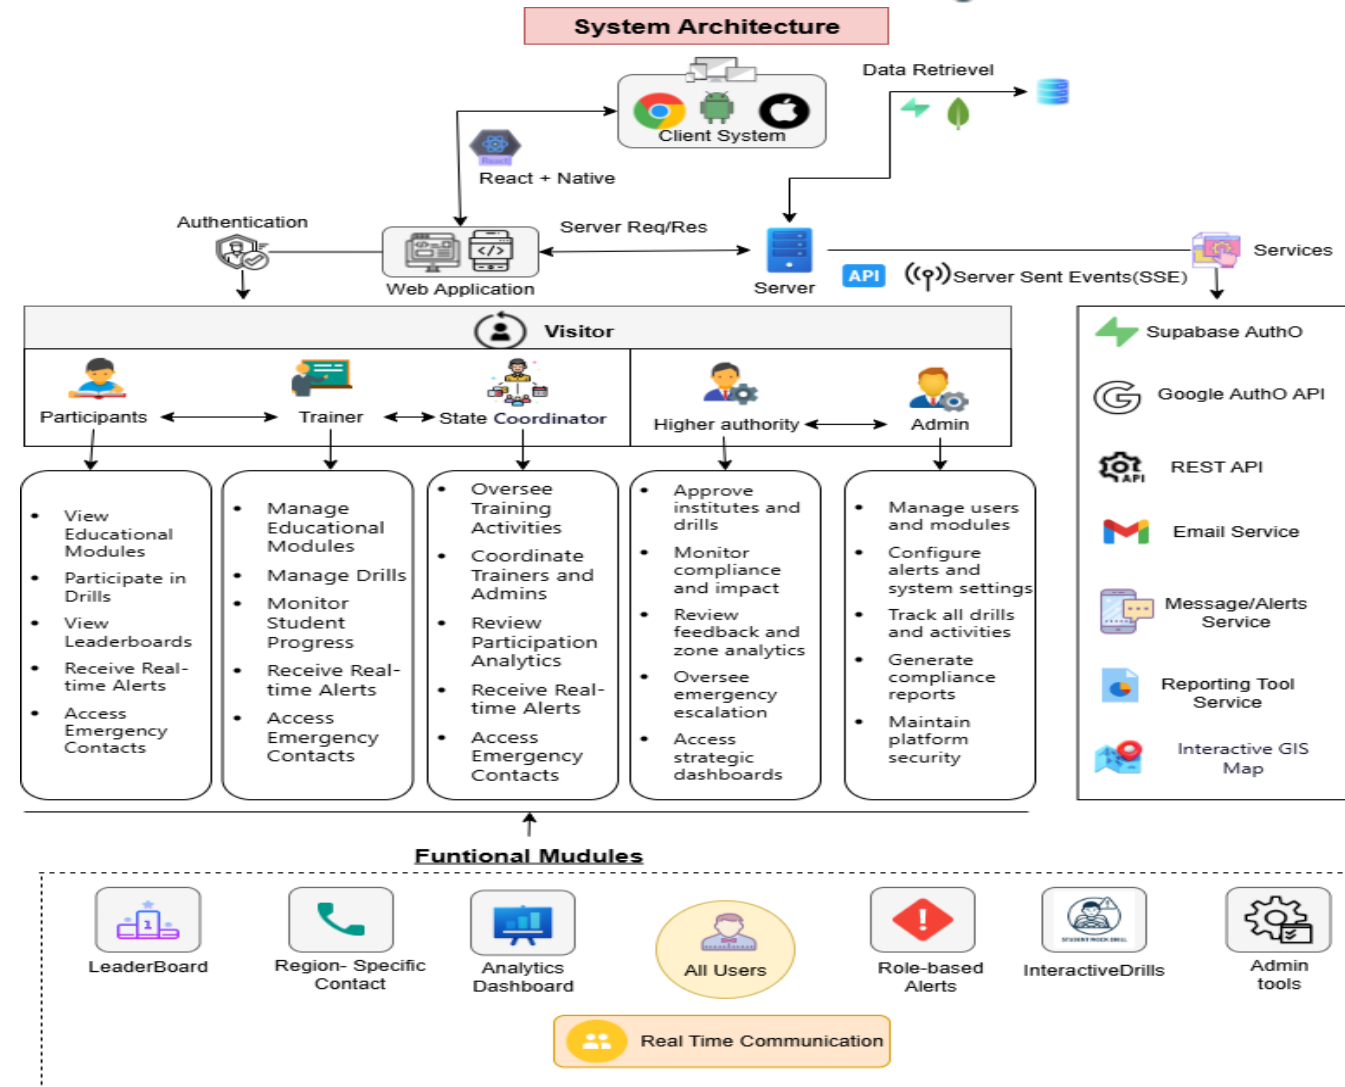 System Architecture
Data Retrievel
Client System
React
React + Native
Authentication
Server Req/Res
</>
Web Application
Server
API
Server Sent Events(SSE)
Services
Visitor
Participants
Trainer
State Coordinator
Higher authority
Admin
• View
Educational
Modules
• Participate in
Drills
• View
Leaderboards
• Receive Real-
time Alerts
• Access
Emergency
Contacts
• Manage
Educational
Modules
• Manage Drills
• Monitor
Student
Progress
• Receive Real-
time Alerts
• Access
Emergency
Contacts
• Oversee
Training
Activities
• Coordinate
Trainers and
Admins
• Review
Participation
Analytics
• Receive Real-
time Alerts
• Access
Emergency
Contacts
• Approve
institutes and
drills
• Monitor
compliance
and impact
• Review
feedback and
zone analytics
• Oversee
emergency
escalation
• Access
strategic
dashboards
• Manage users
and modules
• Configure
alerts and
system settings
• Track all drills
and activities
• Generate
compliance
reports
• Maintain
platform
security
Supabase AuthO
Google AuthO API
API
REST API
Email Service
Message/Alerts
Service
Reporting Tool
Service
Interactive GIS
Map
Funtional Mudules
1
LeaderBoard
Region- Specific
Contact
Analytics
Dashboard
All Users
Role-based
Alerts
STUDENT MOCK DRILL
InteractiveDrills
Admin
tools
Real Time Communication